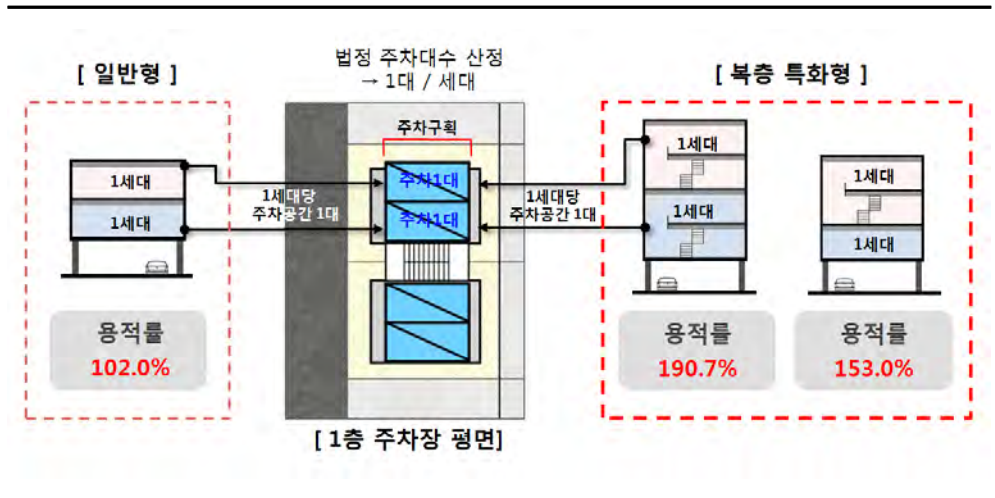 법정 주차대수 산정
→ 1대 / 세대
[ 일반형 ]
[ 복층 특화형 ]
주차구획
1세대
1세대
1세대당
주차공간 1대
주차1대
주차1대
1세대당
주차공간 1대
1세대
1세대
1세대
1세대
용적률
102.0%
용적률
190.7%
용적률
153.0%
[ 1층 주차장 평면]